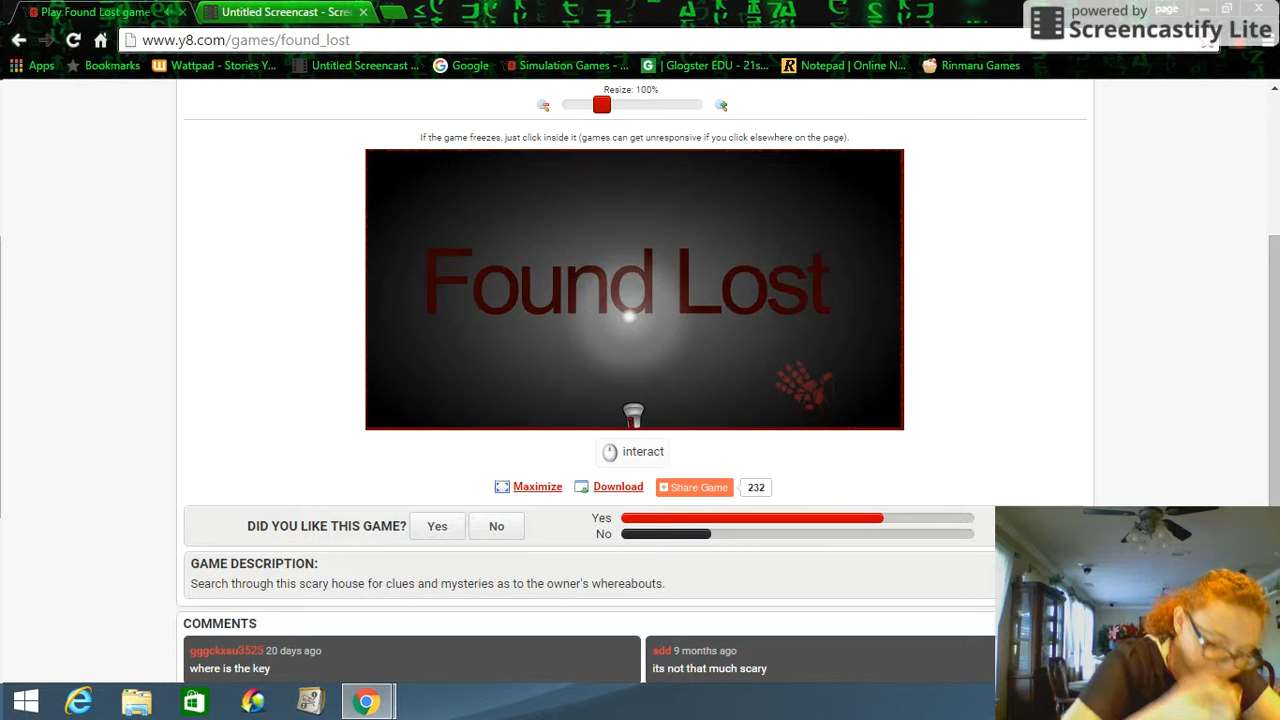 Play Found Lost game
Untitled Screencast - Scre
powered by
Screencastify Lite
page
www.y8.com/games/found_lost
Apps
Bookmarks
Wattpad - Stories Y...
Untitled Screencast ...
Google
Simulation Games - ...
| Glogster EDU - 21s...
Notepad | Online N...
Rinmaru Games
Resize: 100%
If the game freezes, just click inside it (games can get unresponsive if you click elsewhere on the page).
Found Lost
interact
Maximize
Download
Share Game
232
DID YOU LIKE THIS GAME?
Yes
No
Yes
No
GAME DESCRIPTION:
Search through this scary house for clues and mysteries as to the owner's whereabouts.
COMMENTS
gggckxsu3525 20 days ago
where is the key
add 9 months ago
its not that much scary